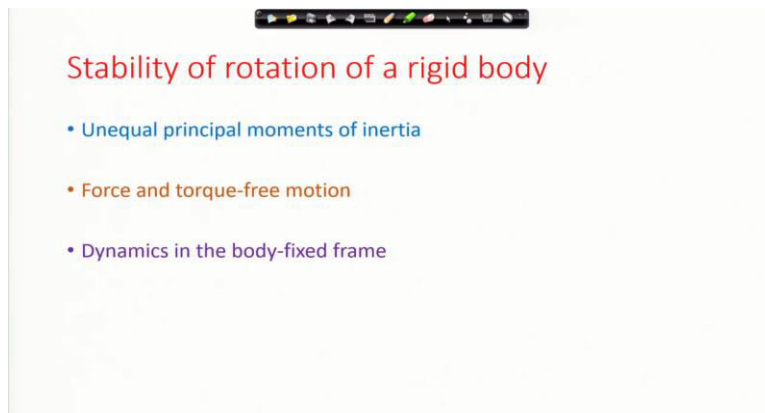 Stability of rotation of a rigid body
• Unequal principal moments of inertia
• Force and torque-free motion
• Dynamics in the body-fixed frame